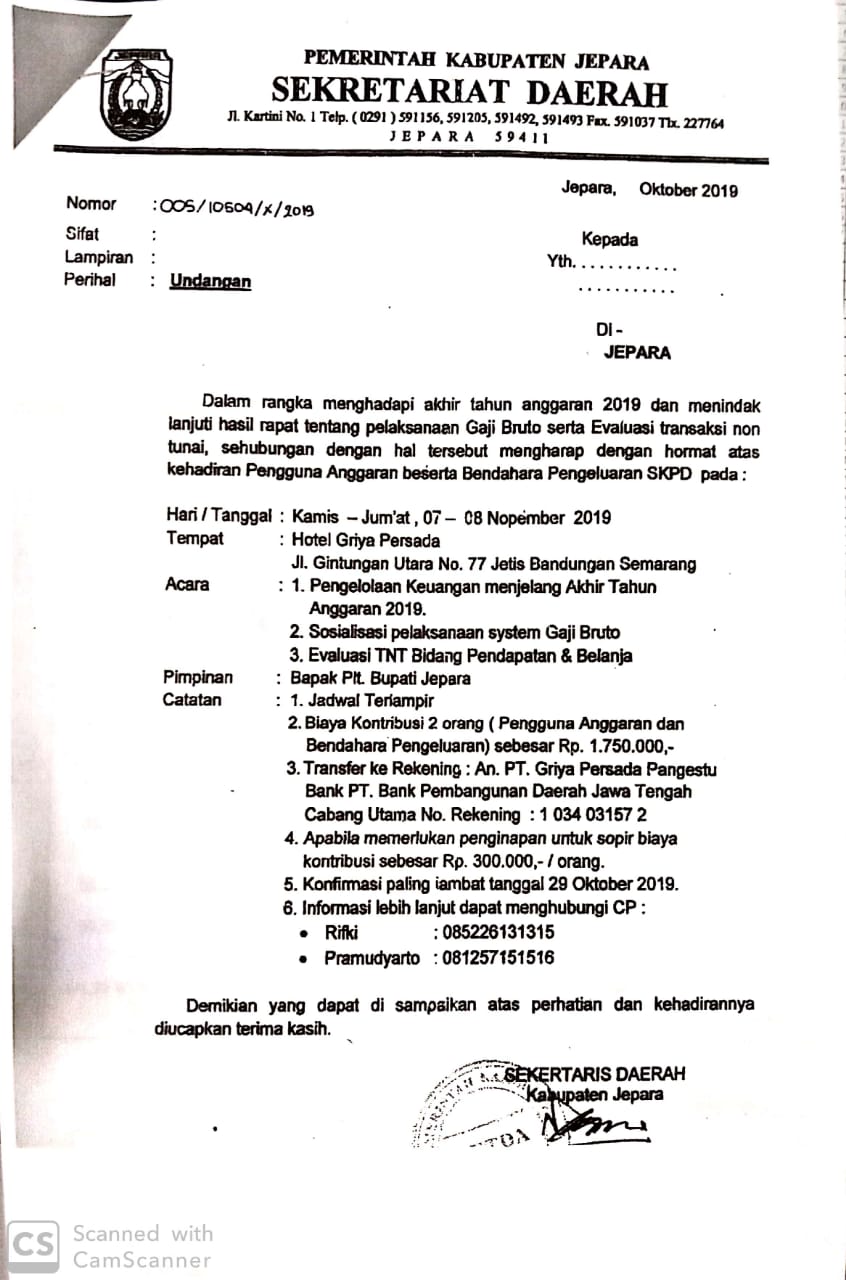 JEPARA
PEMERINTAH KABUPATEN JEPARA
SEKRETARIAT DAERAH
Jl. Kartini No. 1 Telp. ( 0291 ) 591156, 591205, 591492, 591493 Fax. 591037 Tlx. 227764
J E P A R A 5 9 4 1 1
Jepara, Oktober 2019
Nomor : 005/10504/X/2019
Sifat :
Lampiran :
Perihal : Undangan
Kepada
Yth. . . . . . . . . . . . .
. . . . . . . . . . .
DI -
JEPARA
Dalam rangka menghadapi akhir tahun anggaran 2019 dan menindak
lanjuti hasil rapat tentang pelaksanaan Gaji Bruto serta Evaluasi transaksi non
tunai, sehubungan dengan hal tersebut mengharap dengan hormat atas
kehadiran Pengguna Anggaran beserta Bendahara Pengeluaran SKPD pada :
Hari / Tanggal : Kamis – Jum'at , 07 – 08 Nopember 2019
Tempat : Hotel Griya Persada
Jl. Gintungan Utara No. 77 Jetis Bandungan Semarang
Acara : 1. Pengelolaan Keuangan menjelang Akhir Tahun
Anggaran 2019.
2. Sosialisasi pelaksanaan system Gaji Bruto
3. Evaluasi TNT Bidang Pendapatan & Belanja
Pimpinan : Bapak Plt. Bupati Jepara
Catatan : 1. Jadwal Terlampir
2. Biaya Kontribusi 2 orang ( Pengguna Anggaran dan
Bendahara Pengeluaran) sebesar Rp. 1.750.000,-
3. Transfer ke Rekening : An. PT. Griya Persada Pangestu
Bank PT. Bank Pembangunan Daerah Jawa Tengah
Cabang Utama No. Rekening : 1 034 03157 2
4. Apabila memerlukan penginapan untuk sopir biaya
kontribusi sebesar Rp. 300.000,- / orang.
5. Konfirmasi paling lambat tanggal 29 Oktober 2019.
6. Informasi lebih lanjut dapat menghubungi CP :
• Rifki : 085226131315
• Pramudyarto : 081257151516
Demikian yang dapat di sampaikan atas perhatian dan kehadirannya
diucapkan terima kasih.
SEKERTARIS DAERAH
Kabupaten Jepara
CS Scanned with
CamScanner